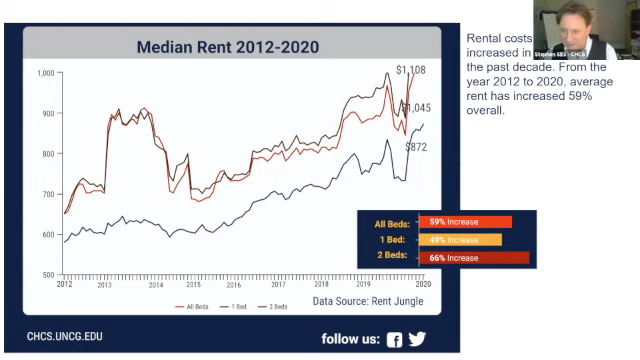 Median Rent 2012-2020
Rental costs
increased in
the past decade. From the
year 2012 to 2020, average
rent has increased 59%
overall.
Stephen Sills - CHCS
1,000
900
800
700
600
500
$1,108
$1,045
$872
2012
2013
2014
2015
2016
2017
2018
2019
2020
All Beds
1 Bed
2 Beds
Data Source: Rent Jungle
All Beds: 59% Increase
1 Bed: 49% Increase
2 Beds: 66% Increase
CHCS.UNCG.EDU
follow us: